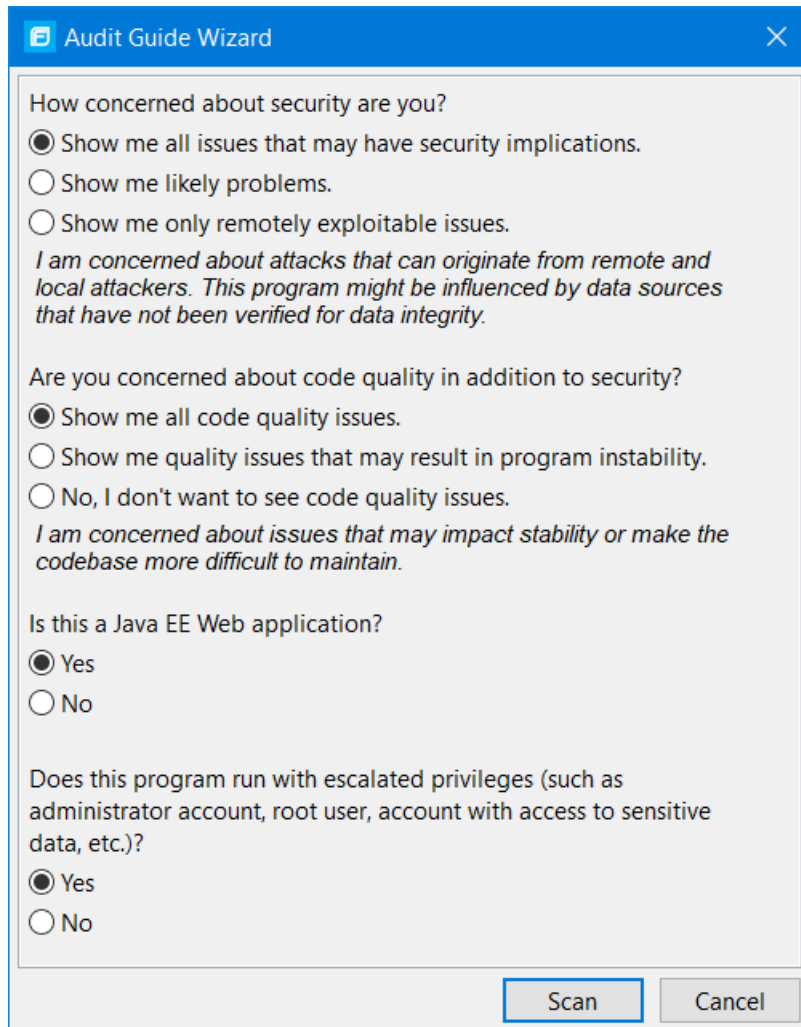 Audit Guide Wizard
How concerned about security are you?
Show me all issues that may have security implications.
Show me likely problems.
Show me only remotely exploitable issues.
I am concerned about attacks that can originate from remote and
local attackers. This program might be influenced by data sources
that have not been verified for data integrity.
Are you concerned about code quality in addition to security?
Show me all code quality issues.
Show me quality issues that may result in program instability.
No, I don't want to see code quality issues.
I am concerned about issues that may impact stability or make the
codebase more difficult to maintain.
Is this a Java EE Web application?
Yes
No
Does this program run with escalated privileges (such as
administrator account, root user, account with access to sensitive
data, etc.)?
Yes
No
Scan
Cancel